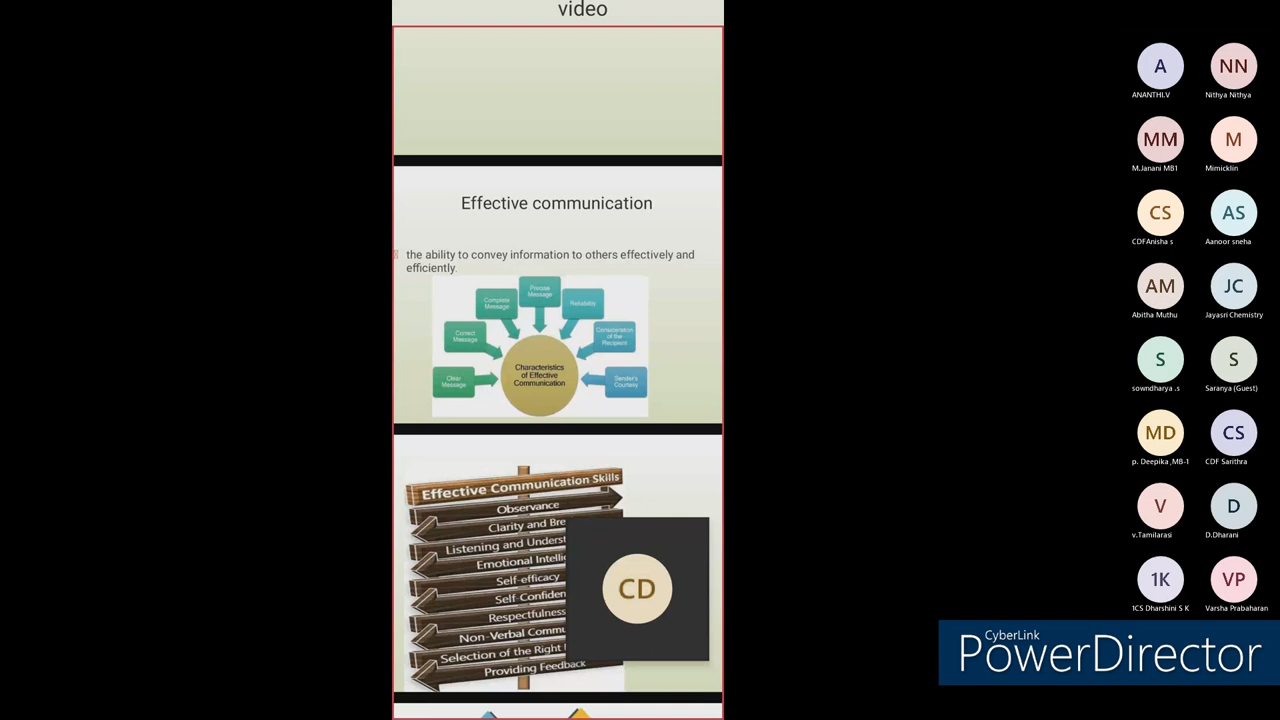 video
Effective communication
the ability to convey information to others effectively and
efficiently.
Precise
Message
Complete
Message
Reliability
Correct
Message
Consideration
of the
Recipient
Clear
Message
Characteristics
of Effective
Communication
Sender's
Courtesy
Effective Communication Skills
Observance
Clarity and Bre
Listening and Underst
Emotional Intelli
Self-efficacy
Self-Confiden
Respectfulness
Non-Verbal Commu
Selection of the Right
Providing Feedback
CD
A
ANANTHI.V
NN
Nithya Nithya
MM
M.Janani MB1
M
Mimicklin
CS
CDFAnisha s
AS
Aanoor sneha
AM
Abitha Muthu
JC
Jayasri Chemistry
S
sowndharya .s
S
Saranya (Guest)
MD
p. Deepika ,MB-1
CS
CDF Sarithra
V
v.Tamilarasi
D
D.Dharani
1K
1CS Dharshini S K
VP
Varsha Prabaharan
CyberLink
PowerDirector